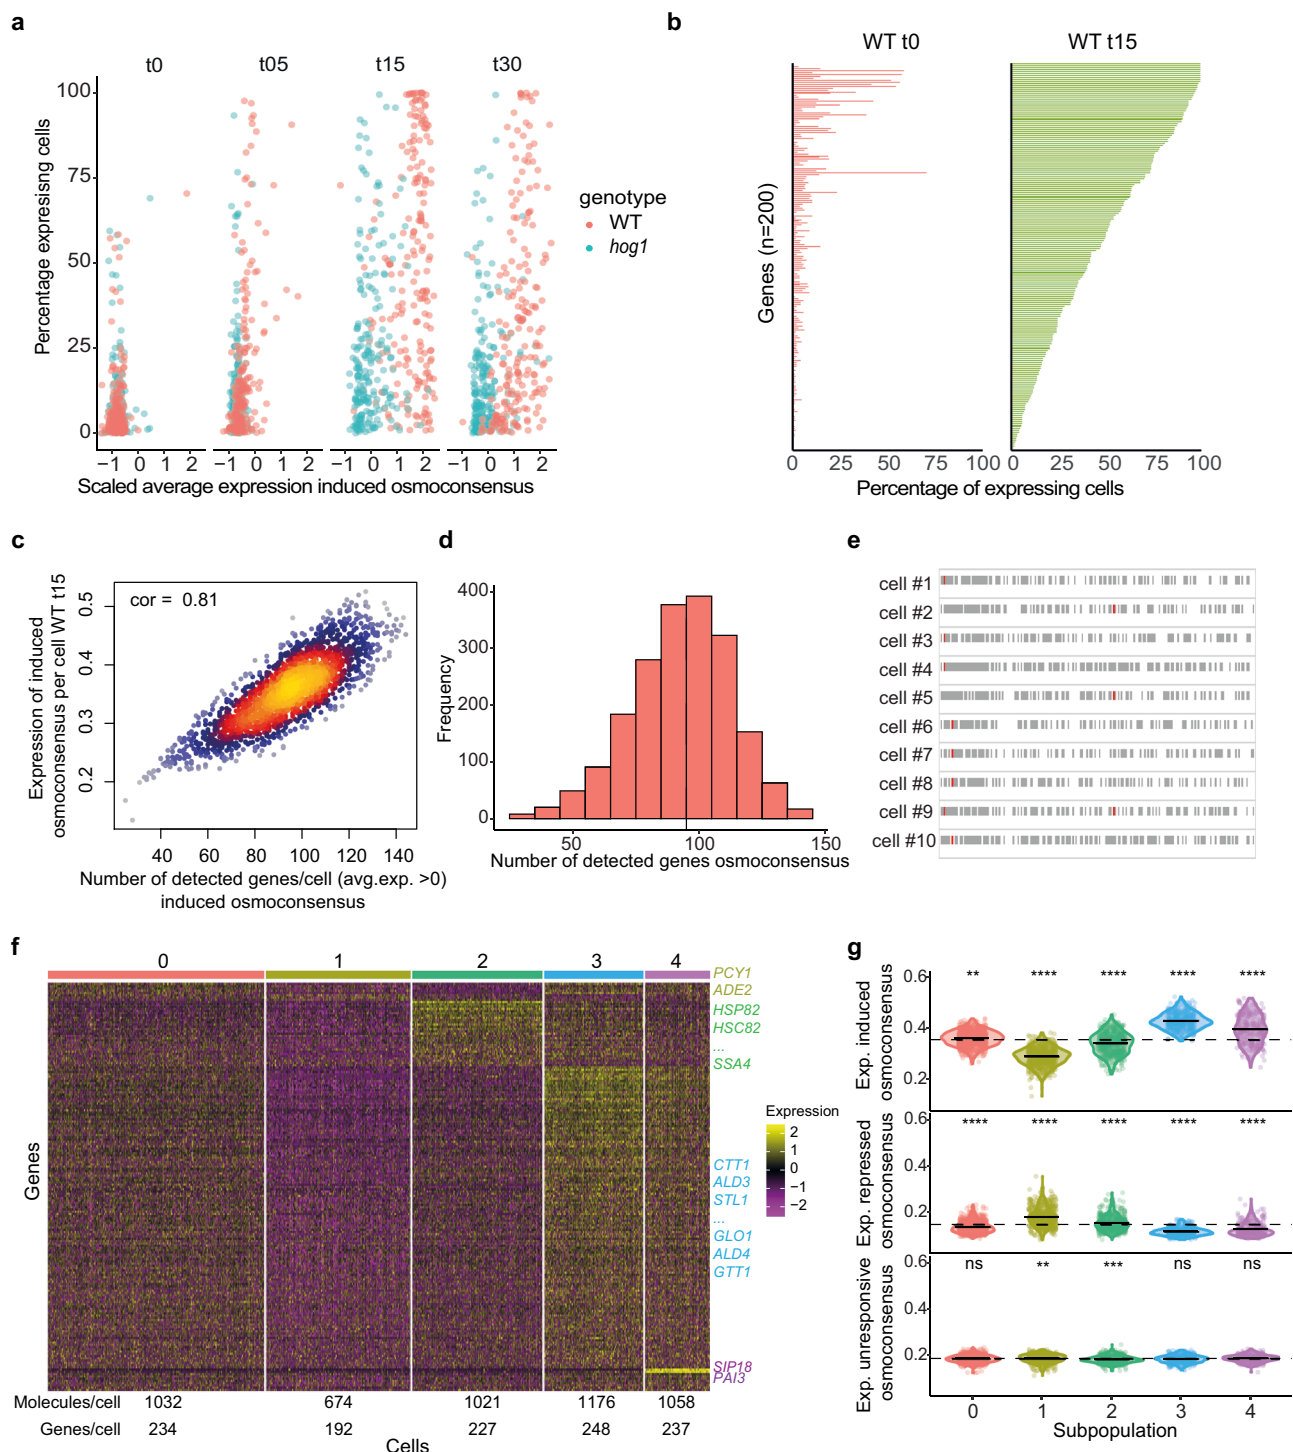 a
t0 t05 t15 t30
100
75
50
25
0
Percentage expreisng cells
−1 0 1 2 −1 0 1 2 −1 0 1 2 −1 0 1 2
Scaled average expression induced osmoconsensus
genotype
WT
hog1
b
WT t0 WT t15
Genes (n=200)
0 25 50 75 100 0 25 50 75 100
Percentage of expressing cells
c
cor = 0.81
Expression of induced
osmoconsensus per cell WT t15
0.5
0.4
0.3
0.2
40 60 80 100 120 140
Number of detected genes/cell (avg.exp. >0)
induced osmoconsensus
d
400
300
200
100
0
Frequency
50 100 150
Number of detected genes osmoconsensus
e
cell #1
cell #2
cell #3
cell #4
cell #5
cell #6
cell #7
cell #8
cell #9
cell #10
f
0 1 2 3 4
Genes
PCY1
ADE2
HSP82
HSC82
...
SSA4
CTT1
ALD3
STL1
...
GLO1
ALD4
GTT1
SIP18
PAI3
Expression
2
1
0
−1
−2
Molecules/cell 1032 674 1021 1176 1058
Genes/cell 234 192 227 248 237
Cells
g
Exp. induced
osmoconsensus
0.6
0.4
0.2
** **** **** **** ****
Exp. repressed
osmoconsensus
0.6
0.4
0.2
**** **** **** **** ****
Exp. unresponsive
osmoconsensus
0.6
0.4
0.2
ns ** *** ns ns
0 1 2 3 4
Subpopulation